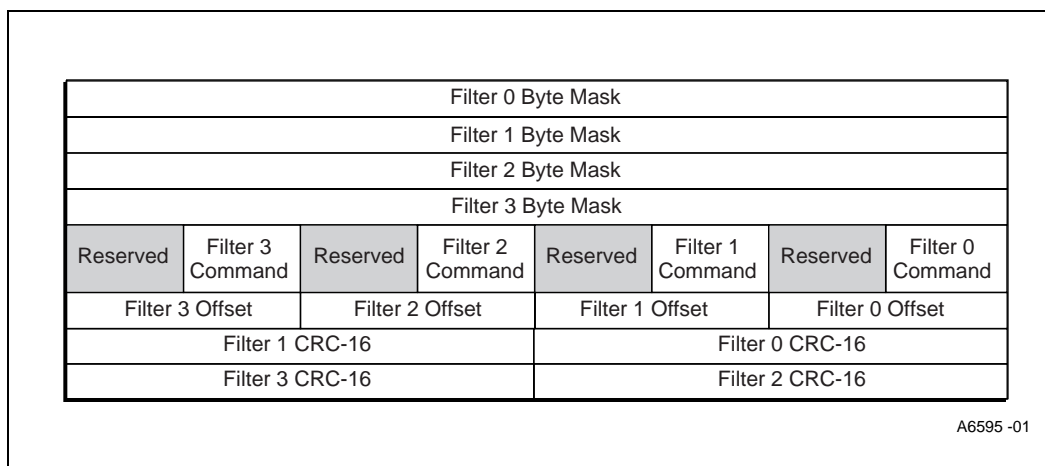 Filter 0 Byte Mask
Filter 1 Byte Mask
Filter 2 Byte Mask
Filter 3 Byte Mask
Reserved Filter 3 Command Reserved Filter 2 Command Reserved Filter 1 Command Reserved Filter 0 Command
Filter 3 Offset Filter 2 Offset Filter 1 Offset Filter 0 Offset
Filter 1 CRC-16 Filter 0 CRC-16
Filter 3 CRC-16 Filter 2 CRC-16
A6595 -01